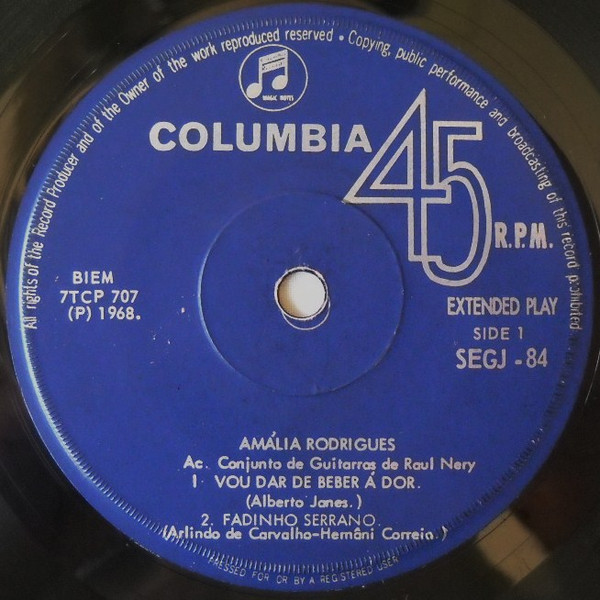 All rights of the Record Producer and of the Owner of the work reproduced reserved • Copying, public performance and broadcasting of this record prohibited
MAGIC NOTES
COLUMBIA
45
R.P.M.
BIEM
7TCP 707
(P) 1968.
EXTENDED PLAY
SIDE 1
SEGJ - 84
AMÁLIA RODRIGUES
Ac. Conjunto de Guitarras de Raul Nery
1 VOU DAR DE BEBER Á DOR.
(Alberto Janes.)
2. FADINHO SERRANO.
(Arlindo de Carvalho-Hernâni Correia.)
PRESSED FOR OR BY A REGISTERED USER